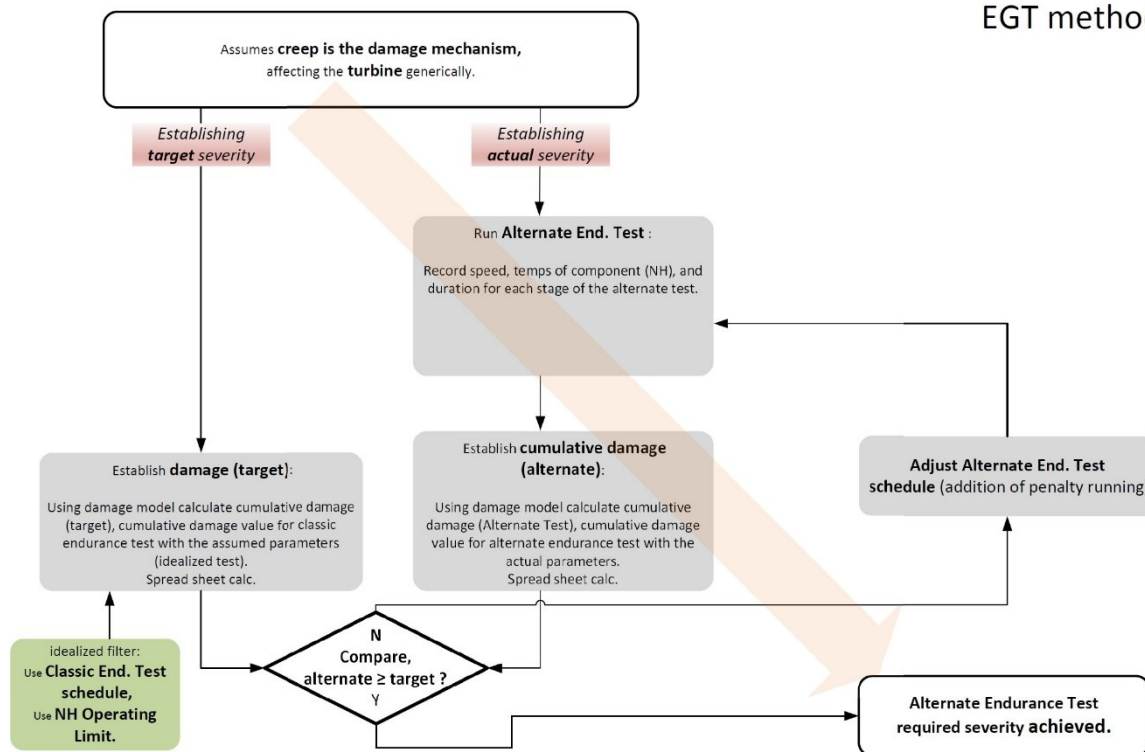 EGT metho
Assumes creep is the damage mechanism,
affecting the turbine generically.
Establishing
target severity
Establishing
actual severity
Run Alternate End. Test :
Record speed, temps of component (NH), and
duration for each stage of the alternate test.
Establish damage (target):
Using damage model calculate cumulative damage
(target), cumulative damage value for classic
endurance test with the assumed parameters
(idealized test).
Spread sheet calc.
Establish cumulative damage
(alternate):
Using damage model calculate cumulative
damage (Alternate Test), cumulative damage
value for alternate endurance test with the
actual parameters.
Spread sheet calc.
Adjust Alternate End. Test
schedule (addition of penalty running
idealized filter:
Use Classic End. Test
schedule,
Use NH Operating
Limit.
N
Compare,
alternate ≥ target ?
Y
Alternate Endurance Test
required severity achieved.